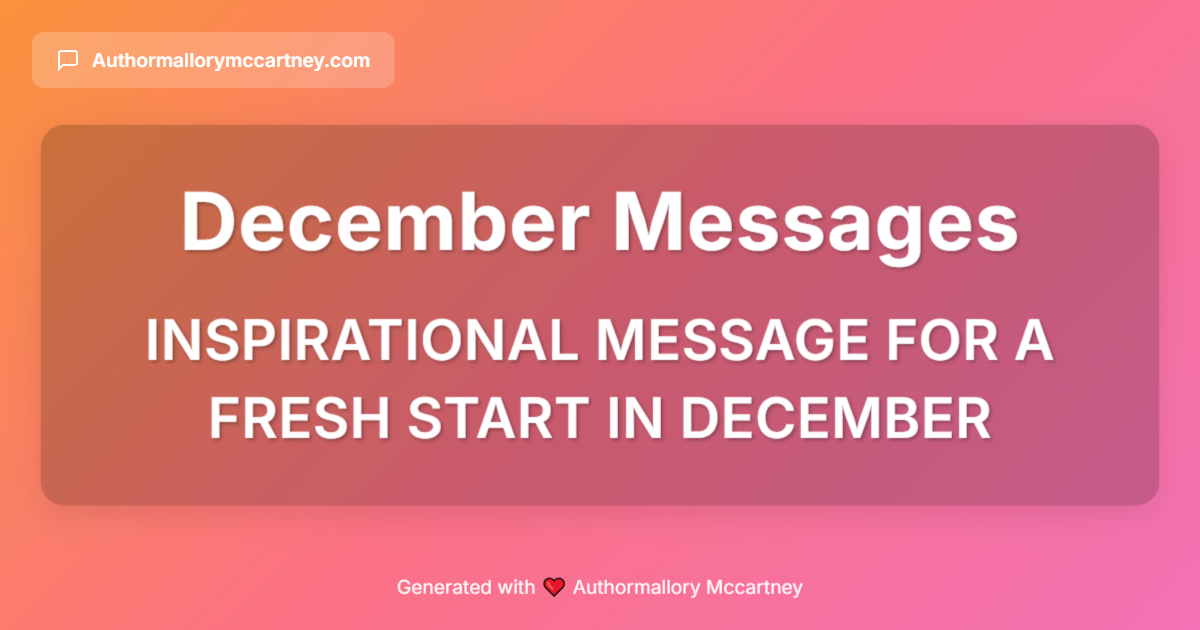 Authormallorymccartney.com
December Messages
INSPIRATIONAL MESSAGE FOR A
FRESH START IN DECEMBER
Generated with ❤️ Authormallory Mccartney